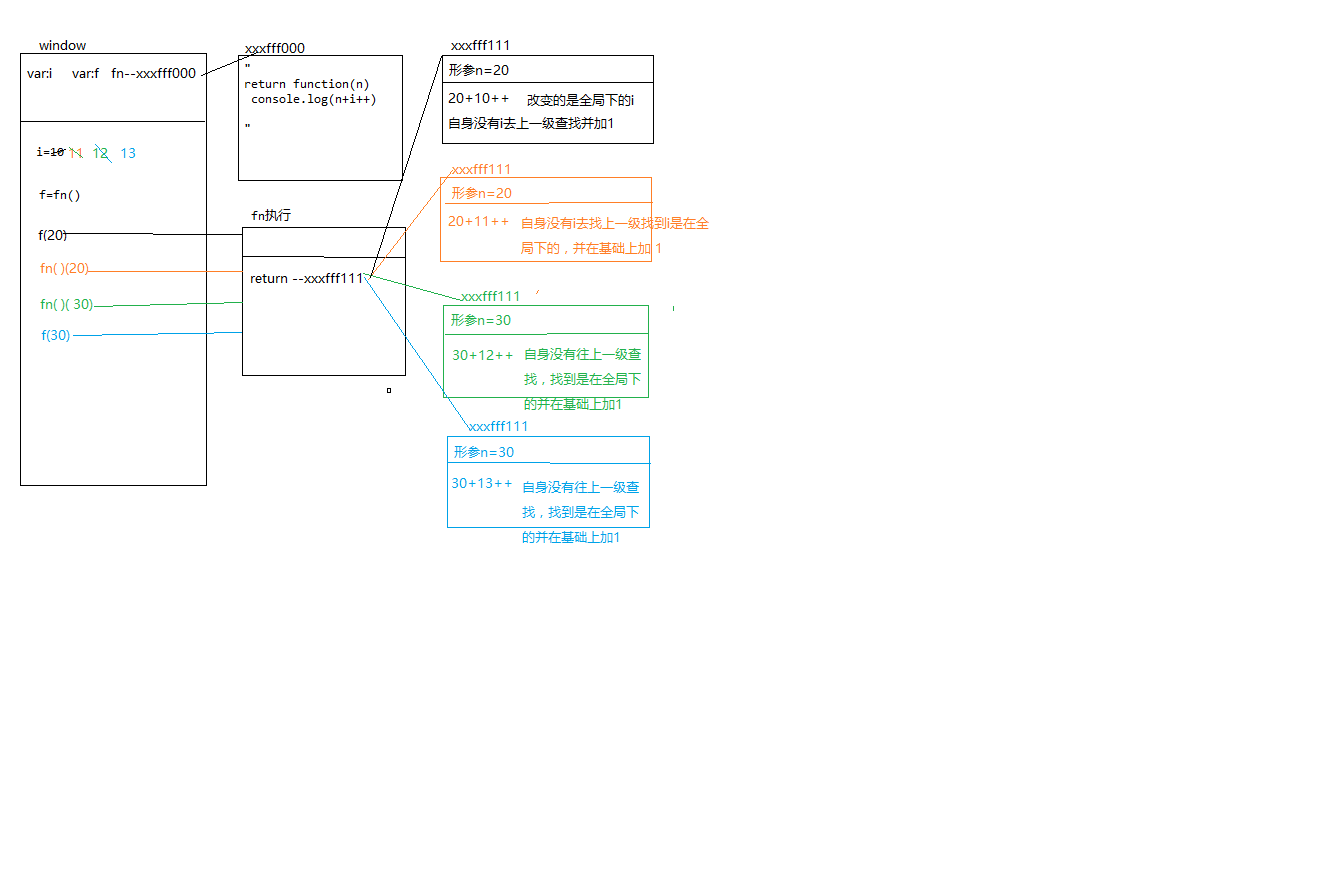 window
var:i var:f fn--xxxfff000
i=10 11 12 13
f=fn()
f(20)
fn( )(20)
fn( )( 30)
f(30)
xxxfff000
"
return function(n)
console.log(n+i++)
"
fn执行
return --xxxfff111
xxxfff111
形参n=20
20+10++ 改变的是全局下的i
自身没有i去上一级查找并加1
xxxfff111
形参n=20
20+11++ 自身没有i去找上一级找到i是在全
局下的，并在基础上加 1
xxxfff111
形参n=30
30+12++ 自身没有往上一级查
找，找到是在全局下
的并在基础上加1
xxxfff111
形参n=30
30+13++ 自身没有往上一级查
找，找到是在全局下
的并在基础上加1